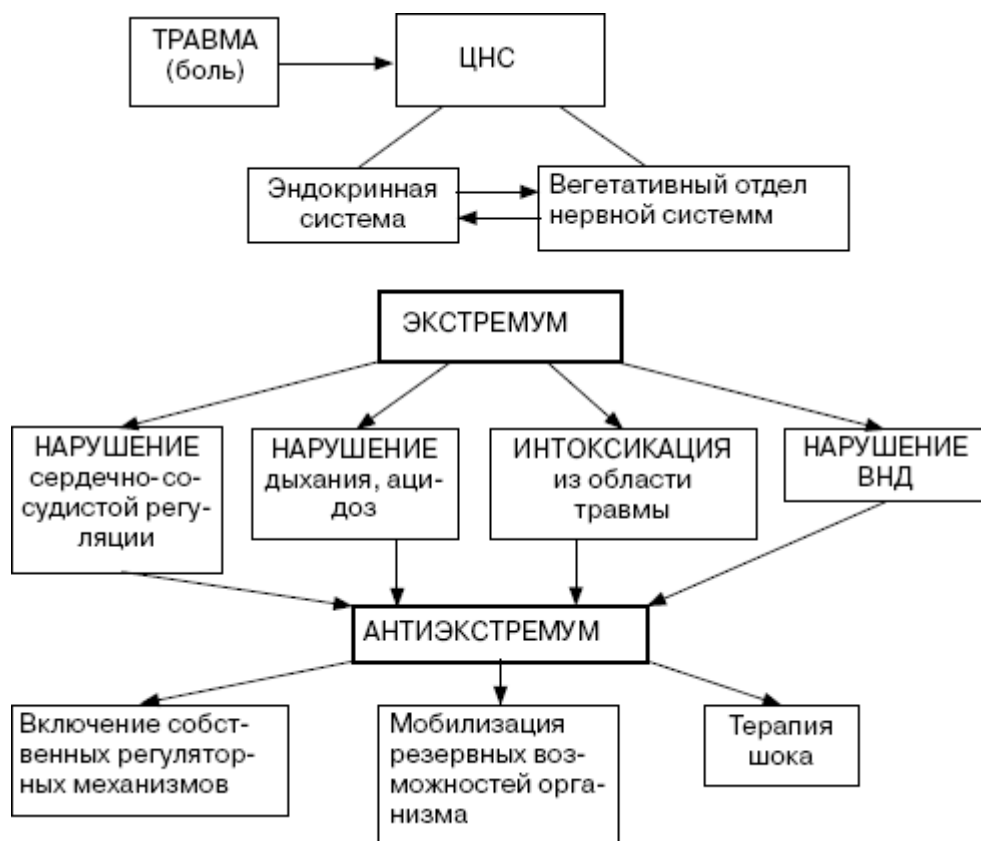 ТРАВМА
(боль)
ЦНС
Эндокринная
система
Вегетативный отдел
нервной системм
ЭКСТРЕМУМ
НАРУШЕНИЕ
сердечно-со-
судистой регу-
ляции
НАРУШЕНИЕ
дыхания, аци-
доз
ИНТОКСИКАЦИЯ
из области
травмы
НАРУШЕНИЕ
ВНД
АНТИЭКСТРЕМУМ
Включение собст-
венных регулятор-
ных механизмов
Мобилизация
резервных воз-
можностей орга-
низма
Терапия
шока